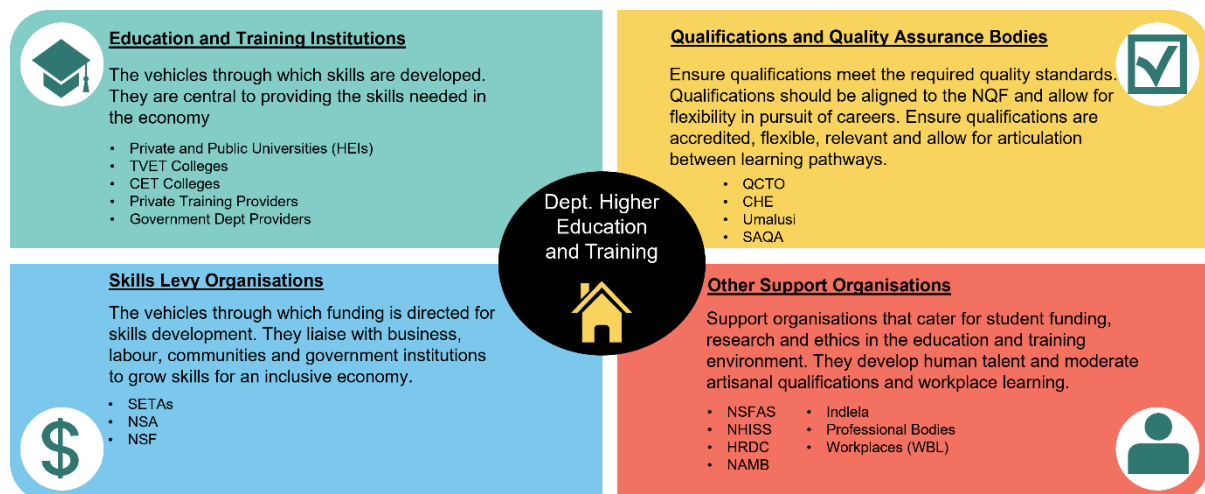 Education and Training Institutions
The vehicles through which skills are developed.
They are central to providing the skills needed in
the economy
• Private and Public Universities (HEIs)
• TVET Colleges
• CET Colleges
• Private Training Providers
• Government Dept Providers
Qualifications and Quality Assurance Bodies
Ensure qualifications meet the required quality standards.
Qualifications should be aligned to the NQF and allow for
flexibility in pursuit of careers. Ensure qualifications are
accredited, flexible, relevant and allow for articulation
between learning pathways.
• QCTO
• CHE
• Umalusi
• SAQA
Dept. Higher
Education
and Training
Skills Levy Organisations
The vehicles through which funding is directed for
skills development. They liaise with business,
labour, communities and government institutions
to grow skills for an inclusive economy.
• SETAs
• NSA
• NSF
$
Other Support Organisations
Support organisations that cater for student funding,
research and ethics in the education and training
environment. They develop human talent and moderate
artisanal qualifications and workplace learning.
• NSFAS
• NHISS
• HRDC
• NAMB
• Indlela
• Professional Bodies
• Workplaces (WBL)